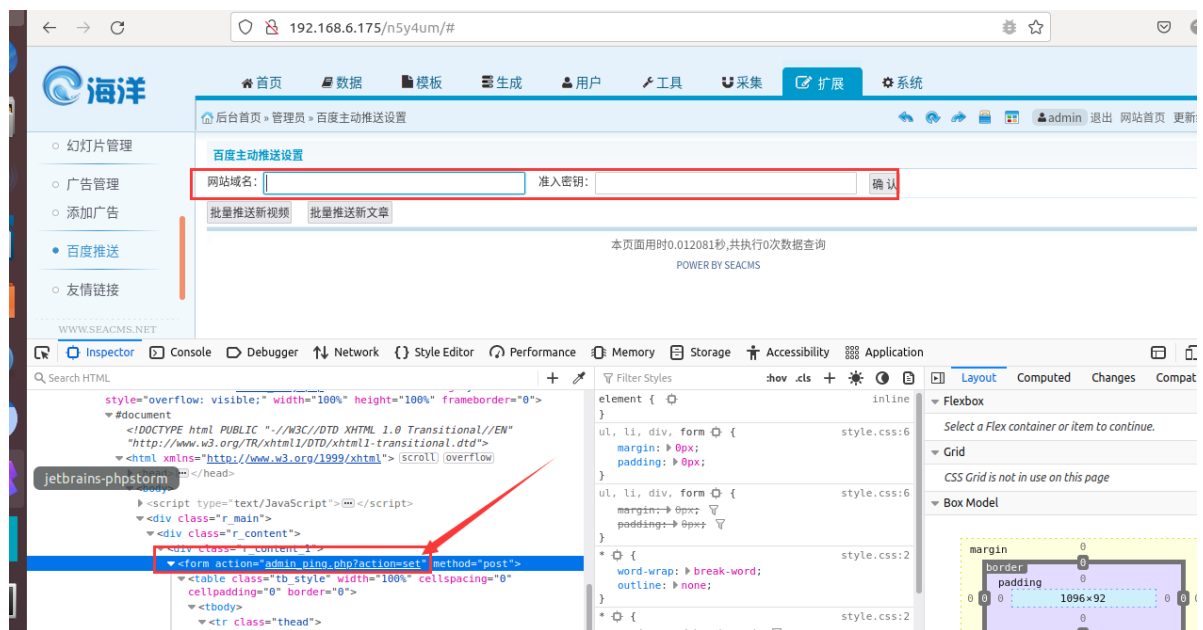 192.168.6.175/n5y4um/#
海洋
首页 数据 模板 生成 用户 工具 采集 扩展 系统
后台首页 » 管理员 » 百度主动推送设置
admin 退出 网站首页
幻灯片管理
广告管理
添加广告
百度推送
友情链接
WWW.SEACMS.NET
百度主动推送设置
网站域名: 准入密钥: 确 认
批量推送新视频 批量推送新文章
本页面用时0.012081秒,共执行0次数据查询
POWER BY SEACMS
Inspector Console Debugger Network {} Style Editor Performance Memory Storage Accessibility Application
Search HTML
style="overflow: visible;" width="100%" height="100%" frameborder="0">
#document
<!DOCTYPE html PUBLIC "-//W3C//DTD XHTML 1.0 Transitional//EN"
"http://www.w3.org/TR/xhtml1/DTD/xhtml1-transitional.dtd">
<html xmlns="http://www.w3.org/1999/xhtml"> scroll overflow
</head>
jetbrains-phpstorm
<script type="text/JavaScript"> </script>
<div class="r_main">
<div class="r_content">
<div class="r_content_1">
<form action="admin_ping.php?action=set" method="post">
<table class="tb_style" width="100%" cellspacing="0"
cellpadding="0" border="0">
<tbody>
<tr class="thead">
Filter Styles :hov .cls
element { inline
}
ul, li, div, form { style.css:6
margin: 0px;
padding: 0px;
}
ul, li, div, form { style.css:6
margin: 0px;
padding: 0px;
}
* { style.css:2
word-wrap: break-word;
outline: none;
}
* { style.css:2
Layout Computed Changes Compat
Flexbox
Select a Flex container or item to continue.
Grid
CSS Grid is not in use on this page
Box Model
margin 0
border 0
padding 0
0 0 0 1096×92 0 0
0